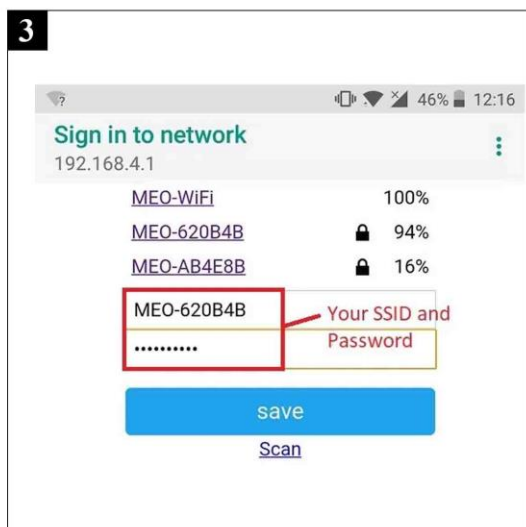 3
? 46% 12:16
Sign in to network
192.168.4.1
MEO-WiFi 100%
MEO-620B4B 94%
MEO-AB4E8B 16%
MEO-620B4B
••••••••••
Your SSID and
Password
save
Scan